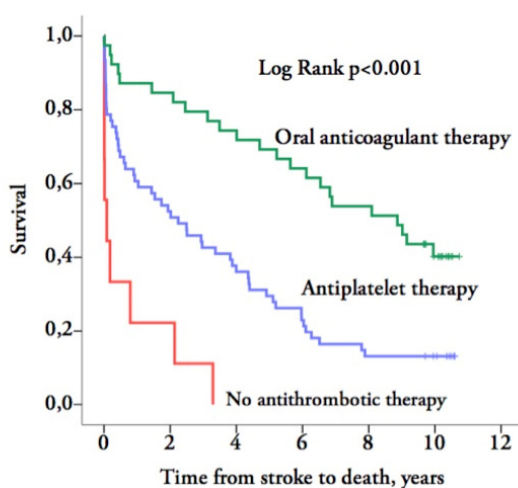 1,0
Log Rank p<0.001
0,8
Oral anticoagulant therapy
0,6
Survival
0,4
Antiplatelet therapy
0,2
No antithrombotic therapy
0,0
0 2 4 6 8 10 12
Time from stroke to death, years